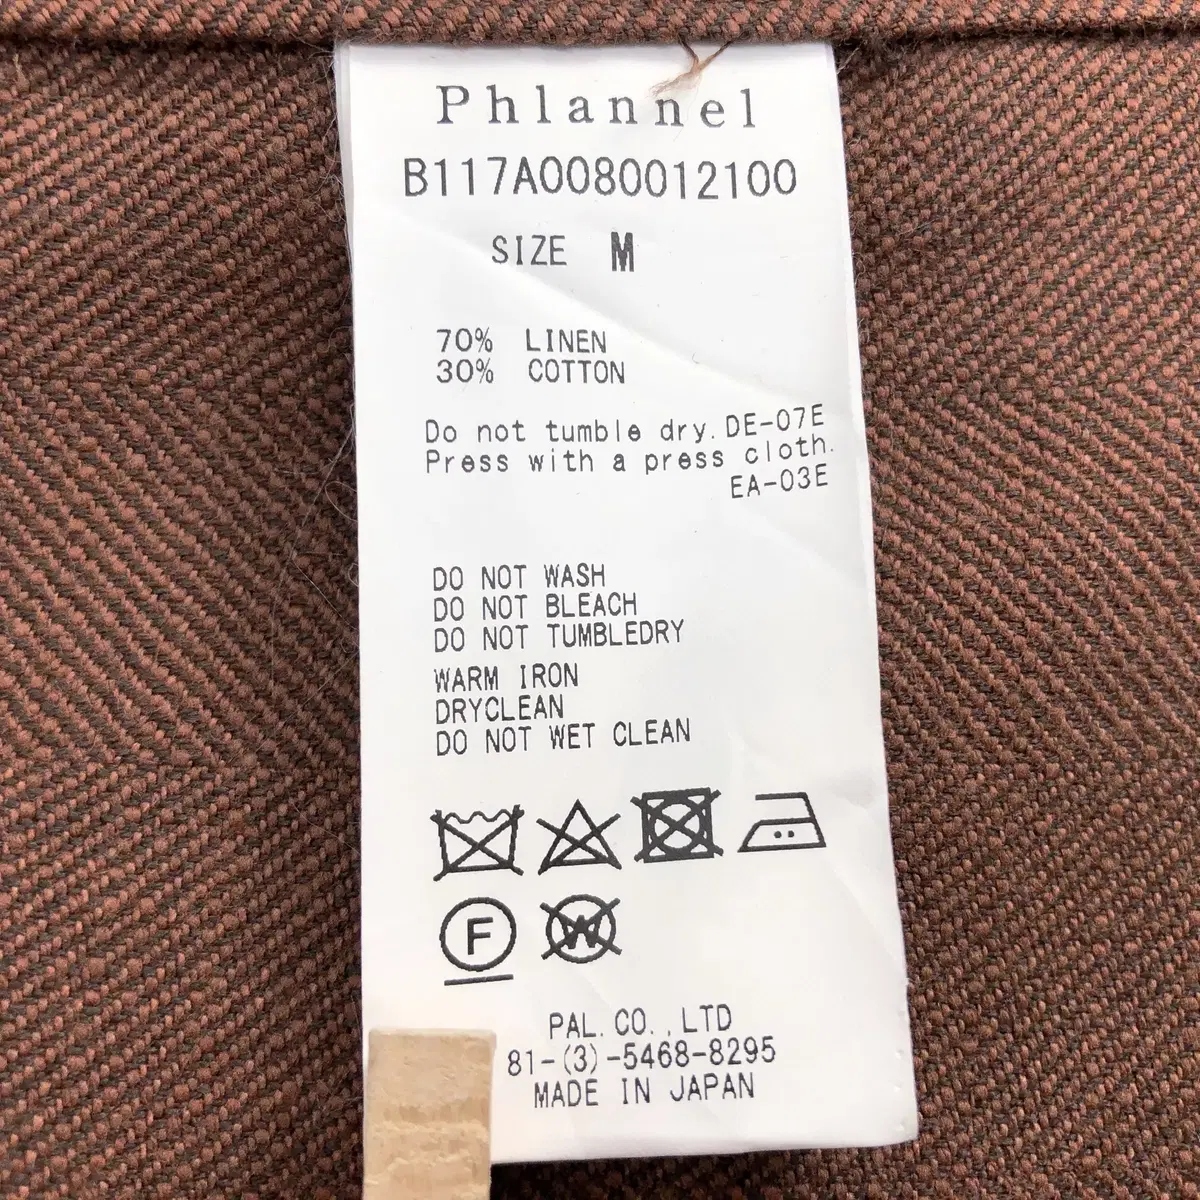 Phlannel
B117A0080012100
SIZE M
70% LINEN
30% COTTON
Do not tumble dry. DE-07E
Press with a press cloth.
EA-03E
DO NOT WASH
DO NOT BLEACH
DO NOT TUMBLEDRY
WARM IRON
DRYCLEAN
DO NOT WET CLEAN
F W
PAL. CO., LTD
81-(3)-5468-8295
MADE IN JAPAN